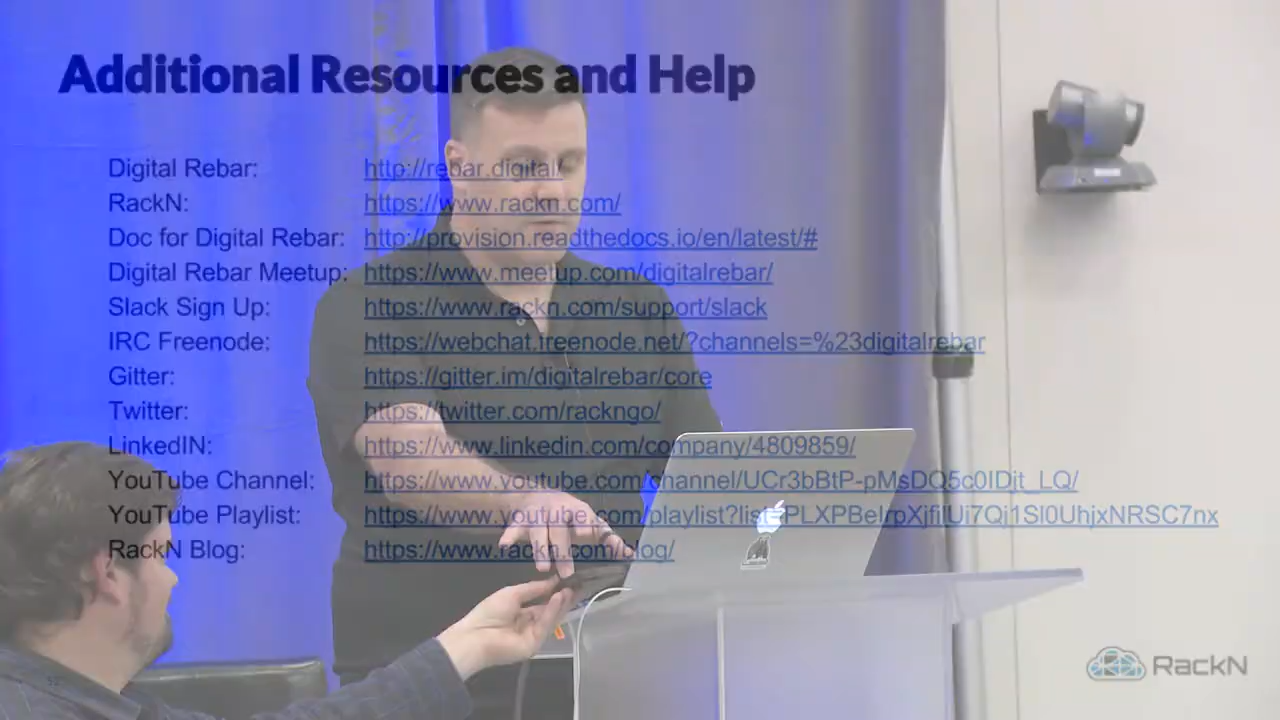 Additional Resources and Help
Digital Rebar: http://rebar.digital/
RackN: https://www.rackn.com/
Doc for Digital Rebar: http://provision.readthedocs.io/en/latest/#
Digital Rebar Meetup: https://www.meetup.com/digitalrebar/
Slack Sign Up: https://www.rackn.com/support/slack
IRC Freenode: https://webchat.freenode.net/?channels=%23digitalrebar
Gitter: https://gitter.im/digitalrebar/core
Twitter: https://twitter.com/rackngo/
LinkedIN: https://www.linkedin.com/company/4809859/
YouTube Channel: https://www.youtube.com/channel/UCr3bBtP-pMsDQ5c0IDjt_LQ/
YouTube Playlist:
RackN Blog: https://www.rackn.com/blog/
RackN